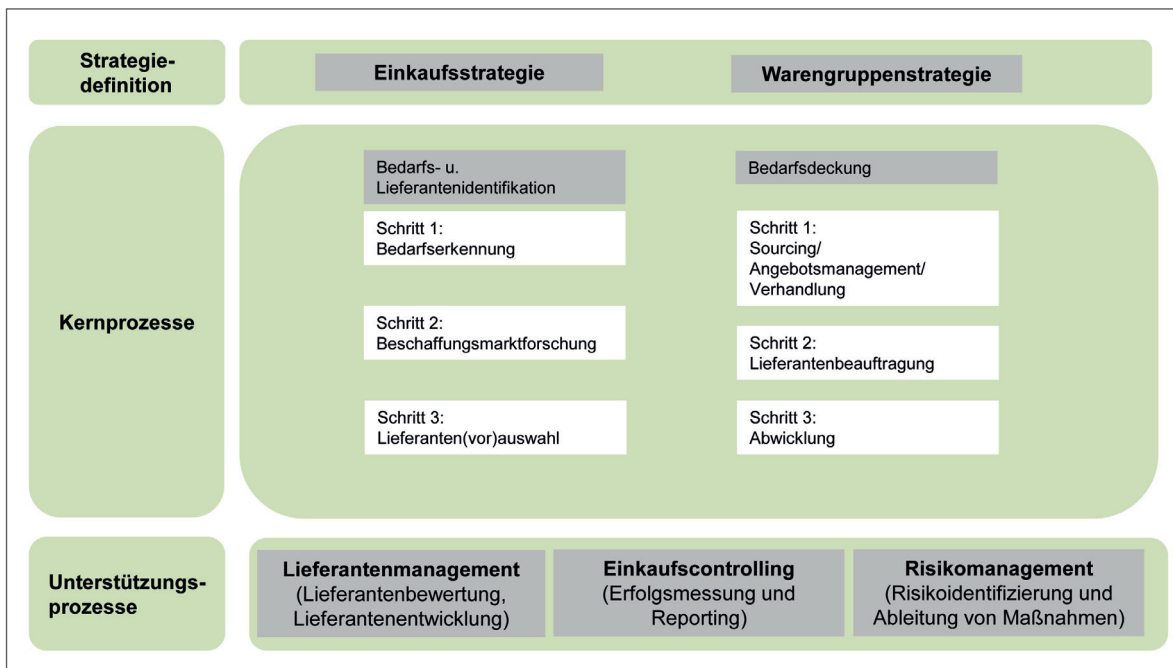 Strategie-
definition
Einkaufsstrategie
Warengruppenstrategie
Kernprozesse
Bedarfs- u.
Lieferantenidentifikation
Schritt 1:
Bedarfserkennung
Schritt 2:
Beschaffungsmarktforschung
Schritt 3:
Lieferanten(vor)auswahl
Bedarfsdeckung
Schritt 1:
Sourcing/
Angebotsmanagement/
Verhandlung
Schritt 2:
Lieferantenbeauftragung
Schritt 3:
Abwicklung
Unterstützungs-
prozesse
Lieferantenmanagement
(Lieferantenbewertung,
Lieferantenentwicklung)
Einkaufscontrolling
(Erfolgsmessung und
Reporting)
Risikomanagement
(Risikoidentifizierung und
Ableitung von Maßnahmen)